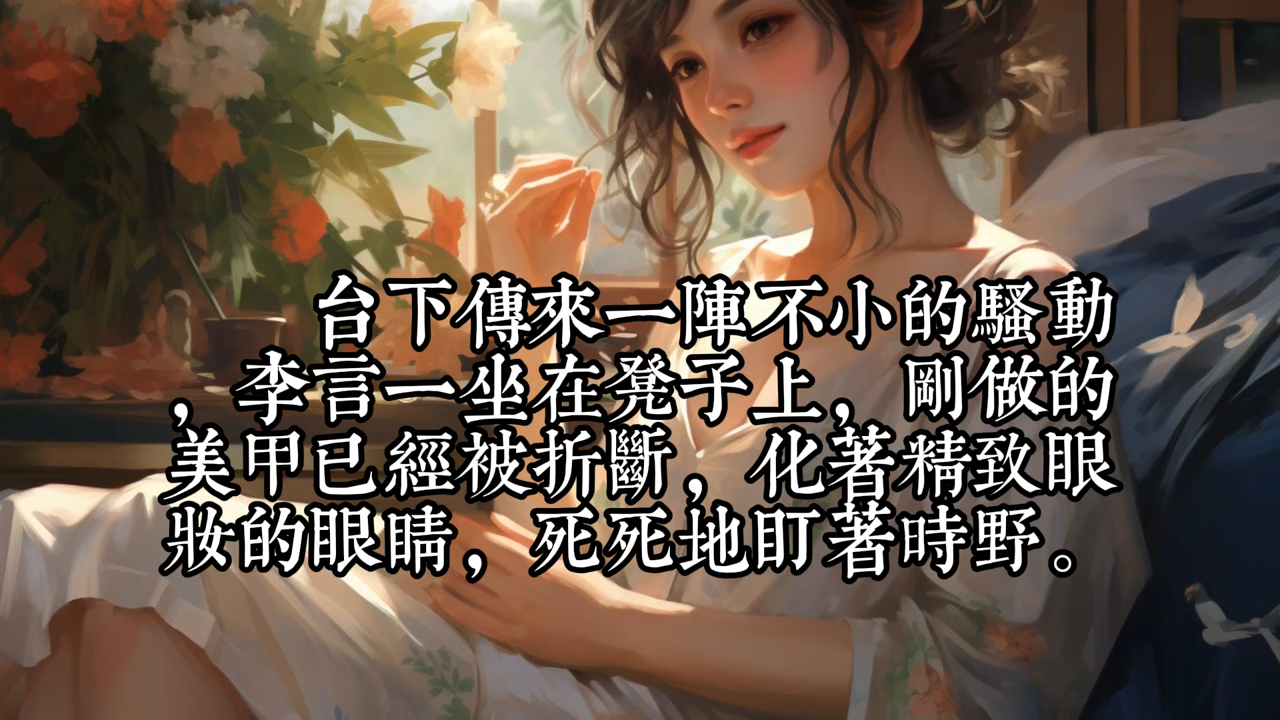 台下傳來一陣不小的騷動
，李言一坐在凳子上，剛做的
美甲已經被折斷，化著精致眼
妝的眼睛，死死地盯著時野。